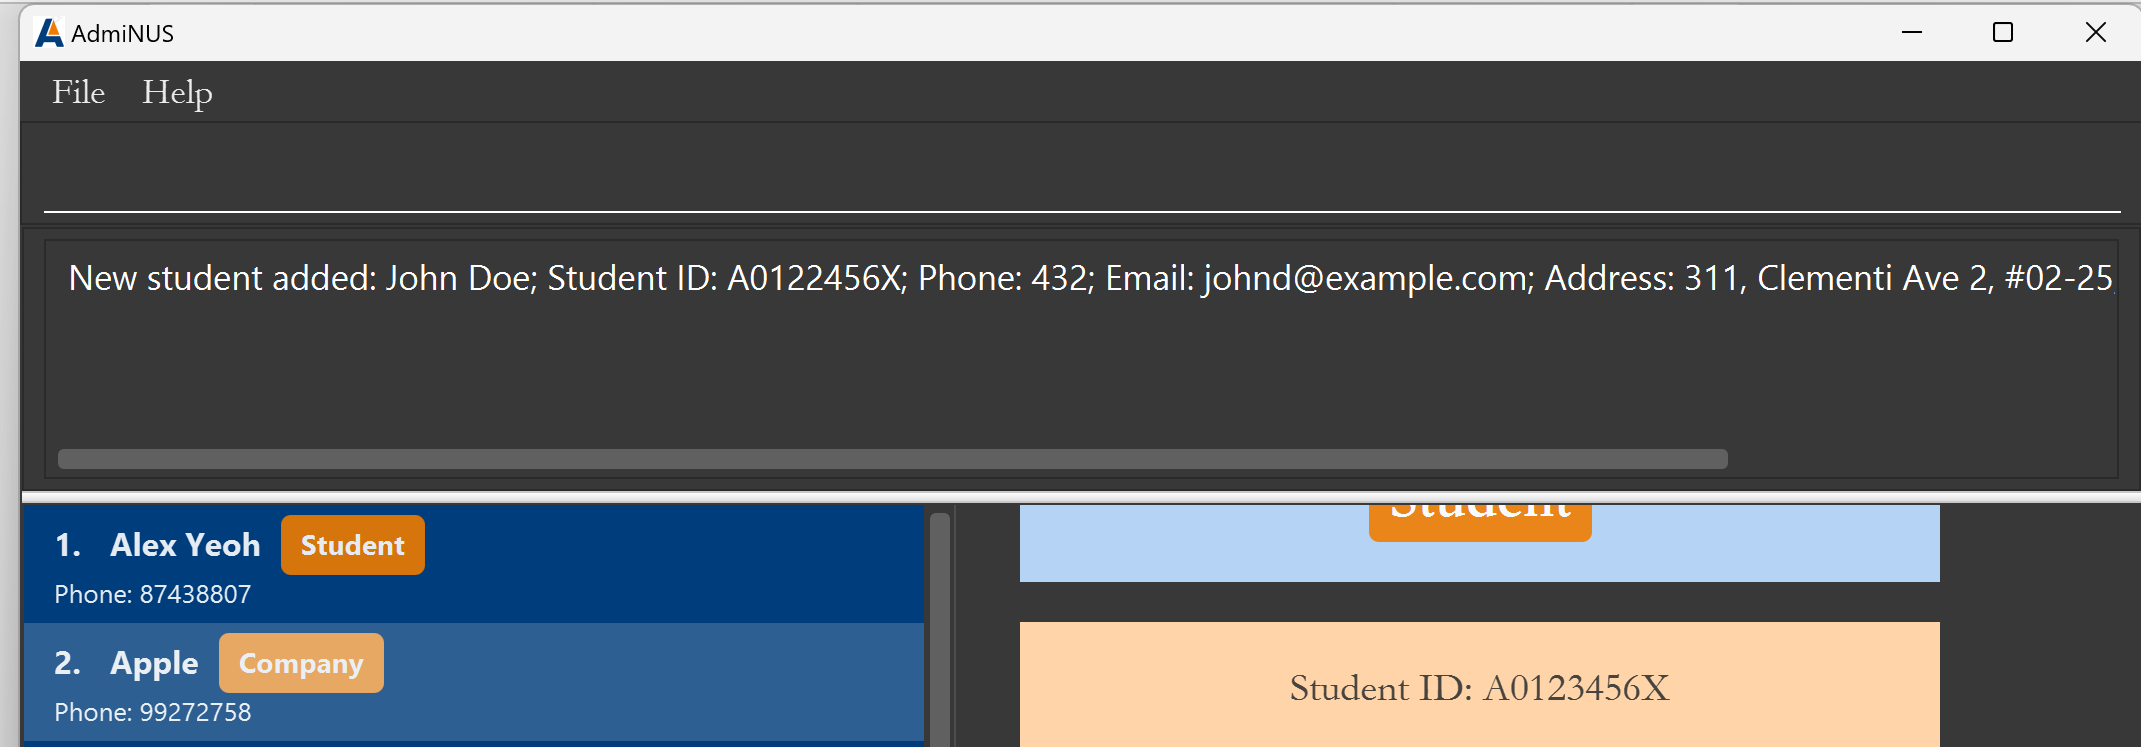 AdmiNUS
File Help
New student added: John Doe; Student ID: A0122456X; Phone: 432; Email: johnd@example.com; Address: 311, Clementi Ave 2, #02-25,
1. Alex Yeoh Student
Phone: 87438807
2. Apple Company
Phone: 99272758
Student
Student ID: A0123456X